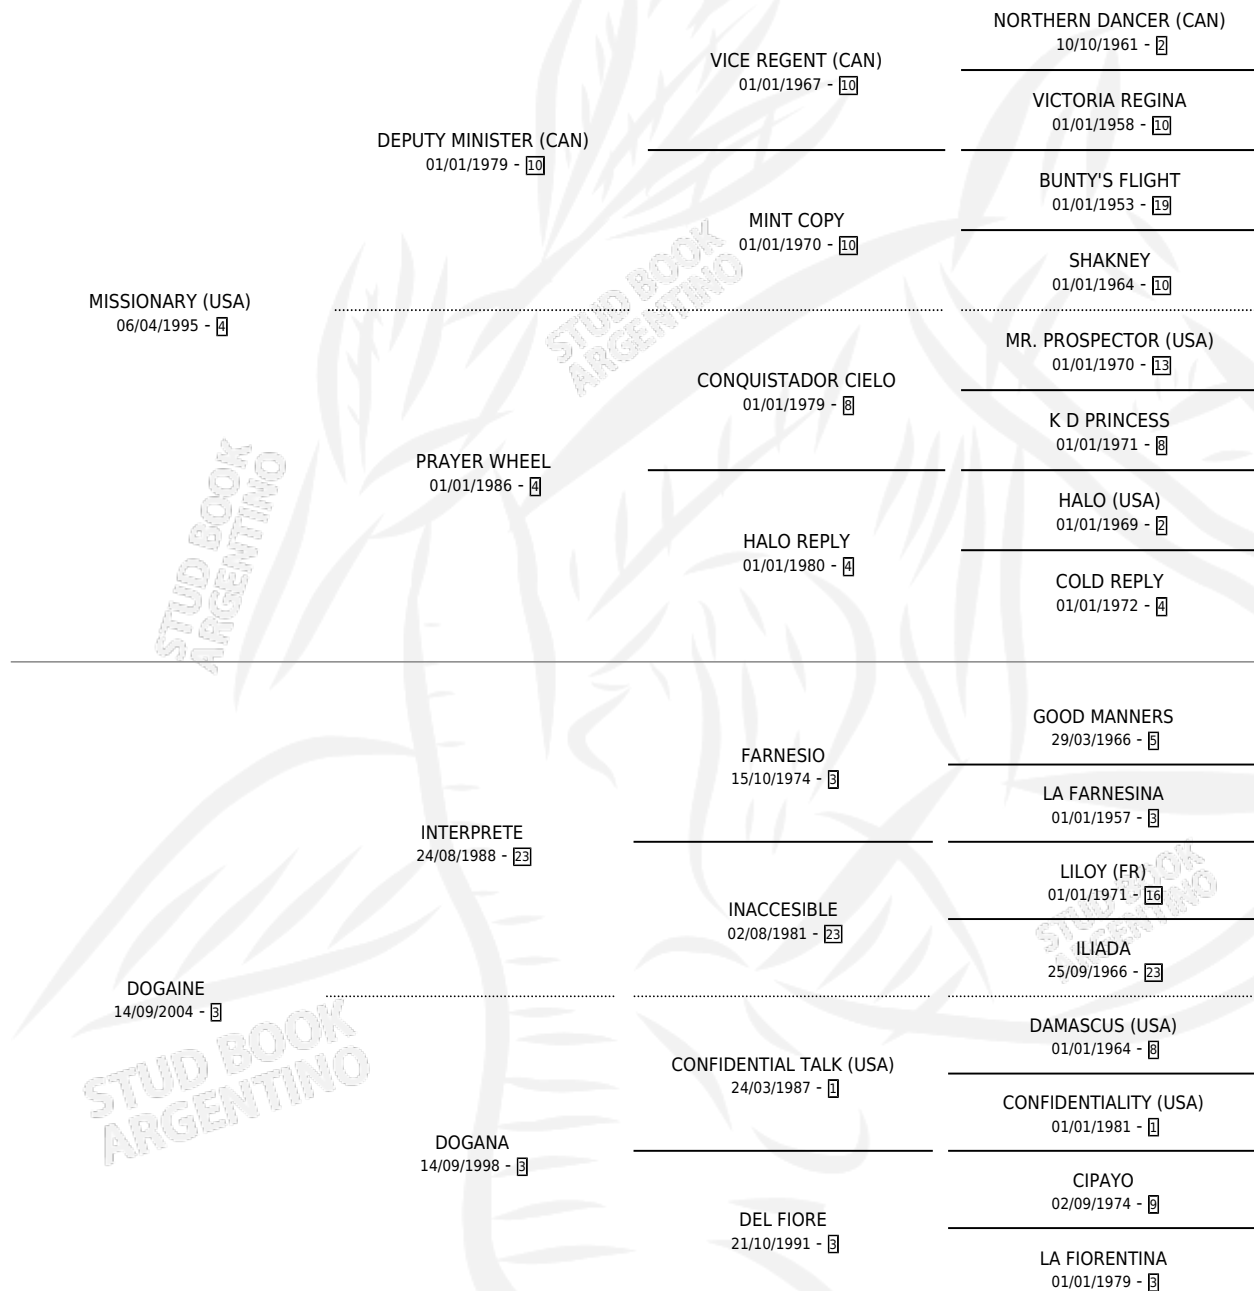 NORTHERN DANCER (CAN)
10/10/1961 - 2
VICE REGENT (CAN)
01/01/1967 - 10
VICTORIA REGINA
01/01/1958 - 10
DEPUTY MINISTER (CAN)
01/01/1979 - 10
BUNTY'S FLIGHT
01/01/1953 - 19
MINT COPY
01/01/1970 - 10
SHAKNEY
01/01/1964 - 10
MISSIONARY (USA)
06/04/1995 - 4
STUD BOOK
ARGENTINO
MR. PROSPECTOR (USA)
01/01/1970 - 13
CONQUISTADOR CIELO
01/01/1979 - 8
K D PRINCESS
01/01/1971 - 8
PRAYER WHEEL
01/01/1986 - 4
HALO (USA)
01/01/1969 - 2
HALO REPLY
01/01/1980 - 4
COLD REPLY
01/01/1972 - 4
STUD BOOK
ARGENTINO
GOOD MANNERS
29/03/1966 - 5
FARNESIO
15/10/1974 - 3
LA FARNESINA
01/01/1957 - 3
INTERPRETE
24/08/1988 - 23
LILOY (FR)
01/01/1971 - 16
INACCESIBLE
02/08/1981 - 23
STUD BOOK
ARGENTINO
ILIADA
25/09/1966 - 23
DOGAINE
14/09/2004 - 3
STUD BOOK
ARGENTINO
DAMASCUS (USA)
01/01/1964 - 8
CONFIDENTIAL TALK (USA)
24/03/1987 - 1
CONFIDENTIALITY (USA)
01/01/1981 - 1
DOGANA
14/09/1998 - 3
CIPAYO
02/09/1974 - 9
DEL FIORE
21/10/1991 - 3
LA FIORENTINA
01/01/1979 - 3